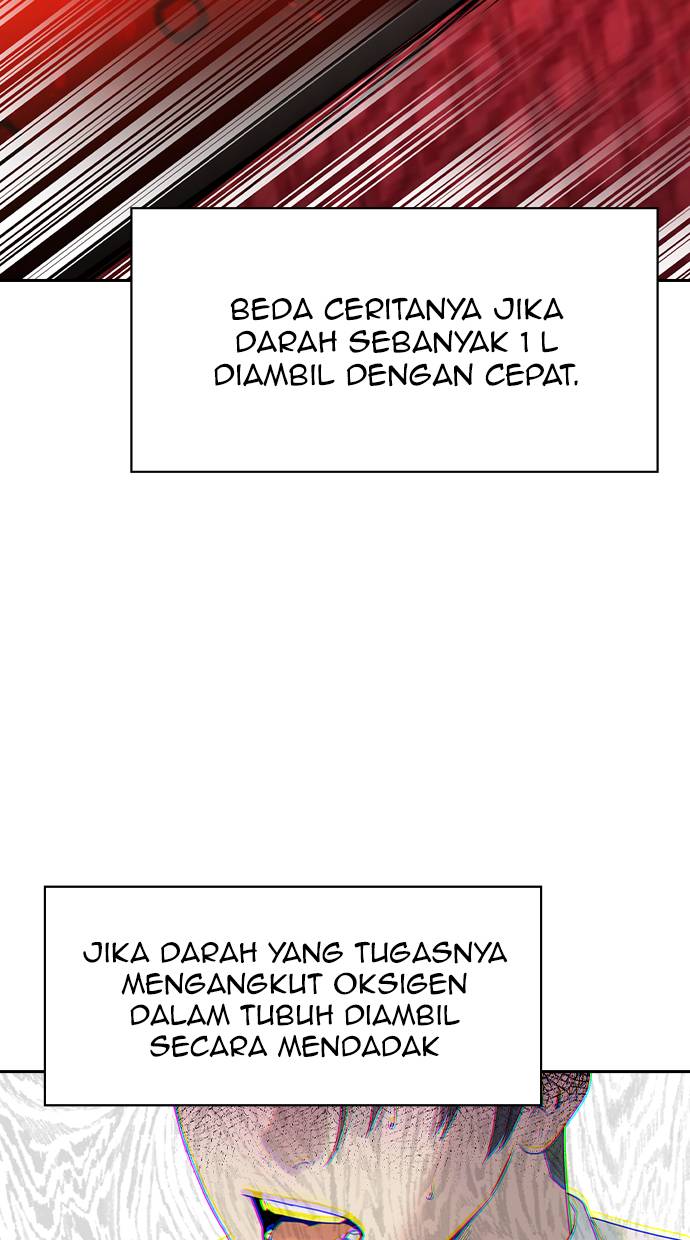 BEDA CERITANYA JIKA
DARAH SEBANYAK 1 L
DIAMBIL DENGAN CEPAT.
JIKA DARAH YANG TUGASNYA
MENGANGKUT OKSIGEN
DALAM TUBUH DIAMBIL
SECARA MENDADAK